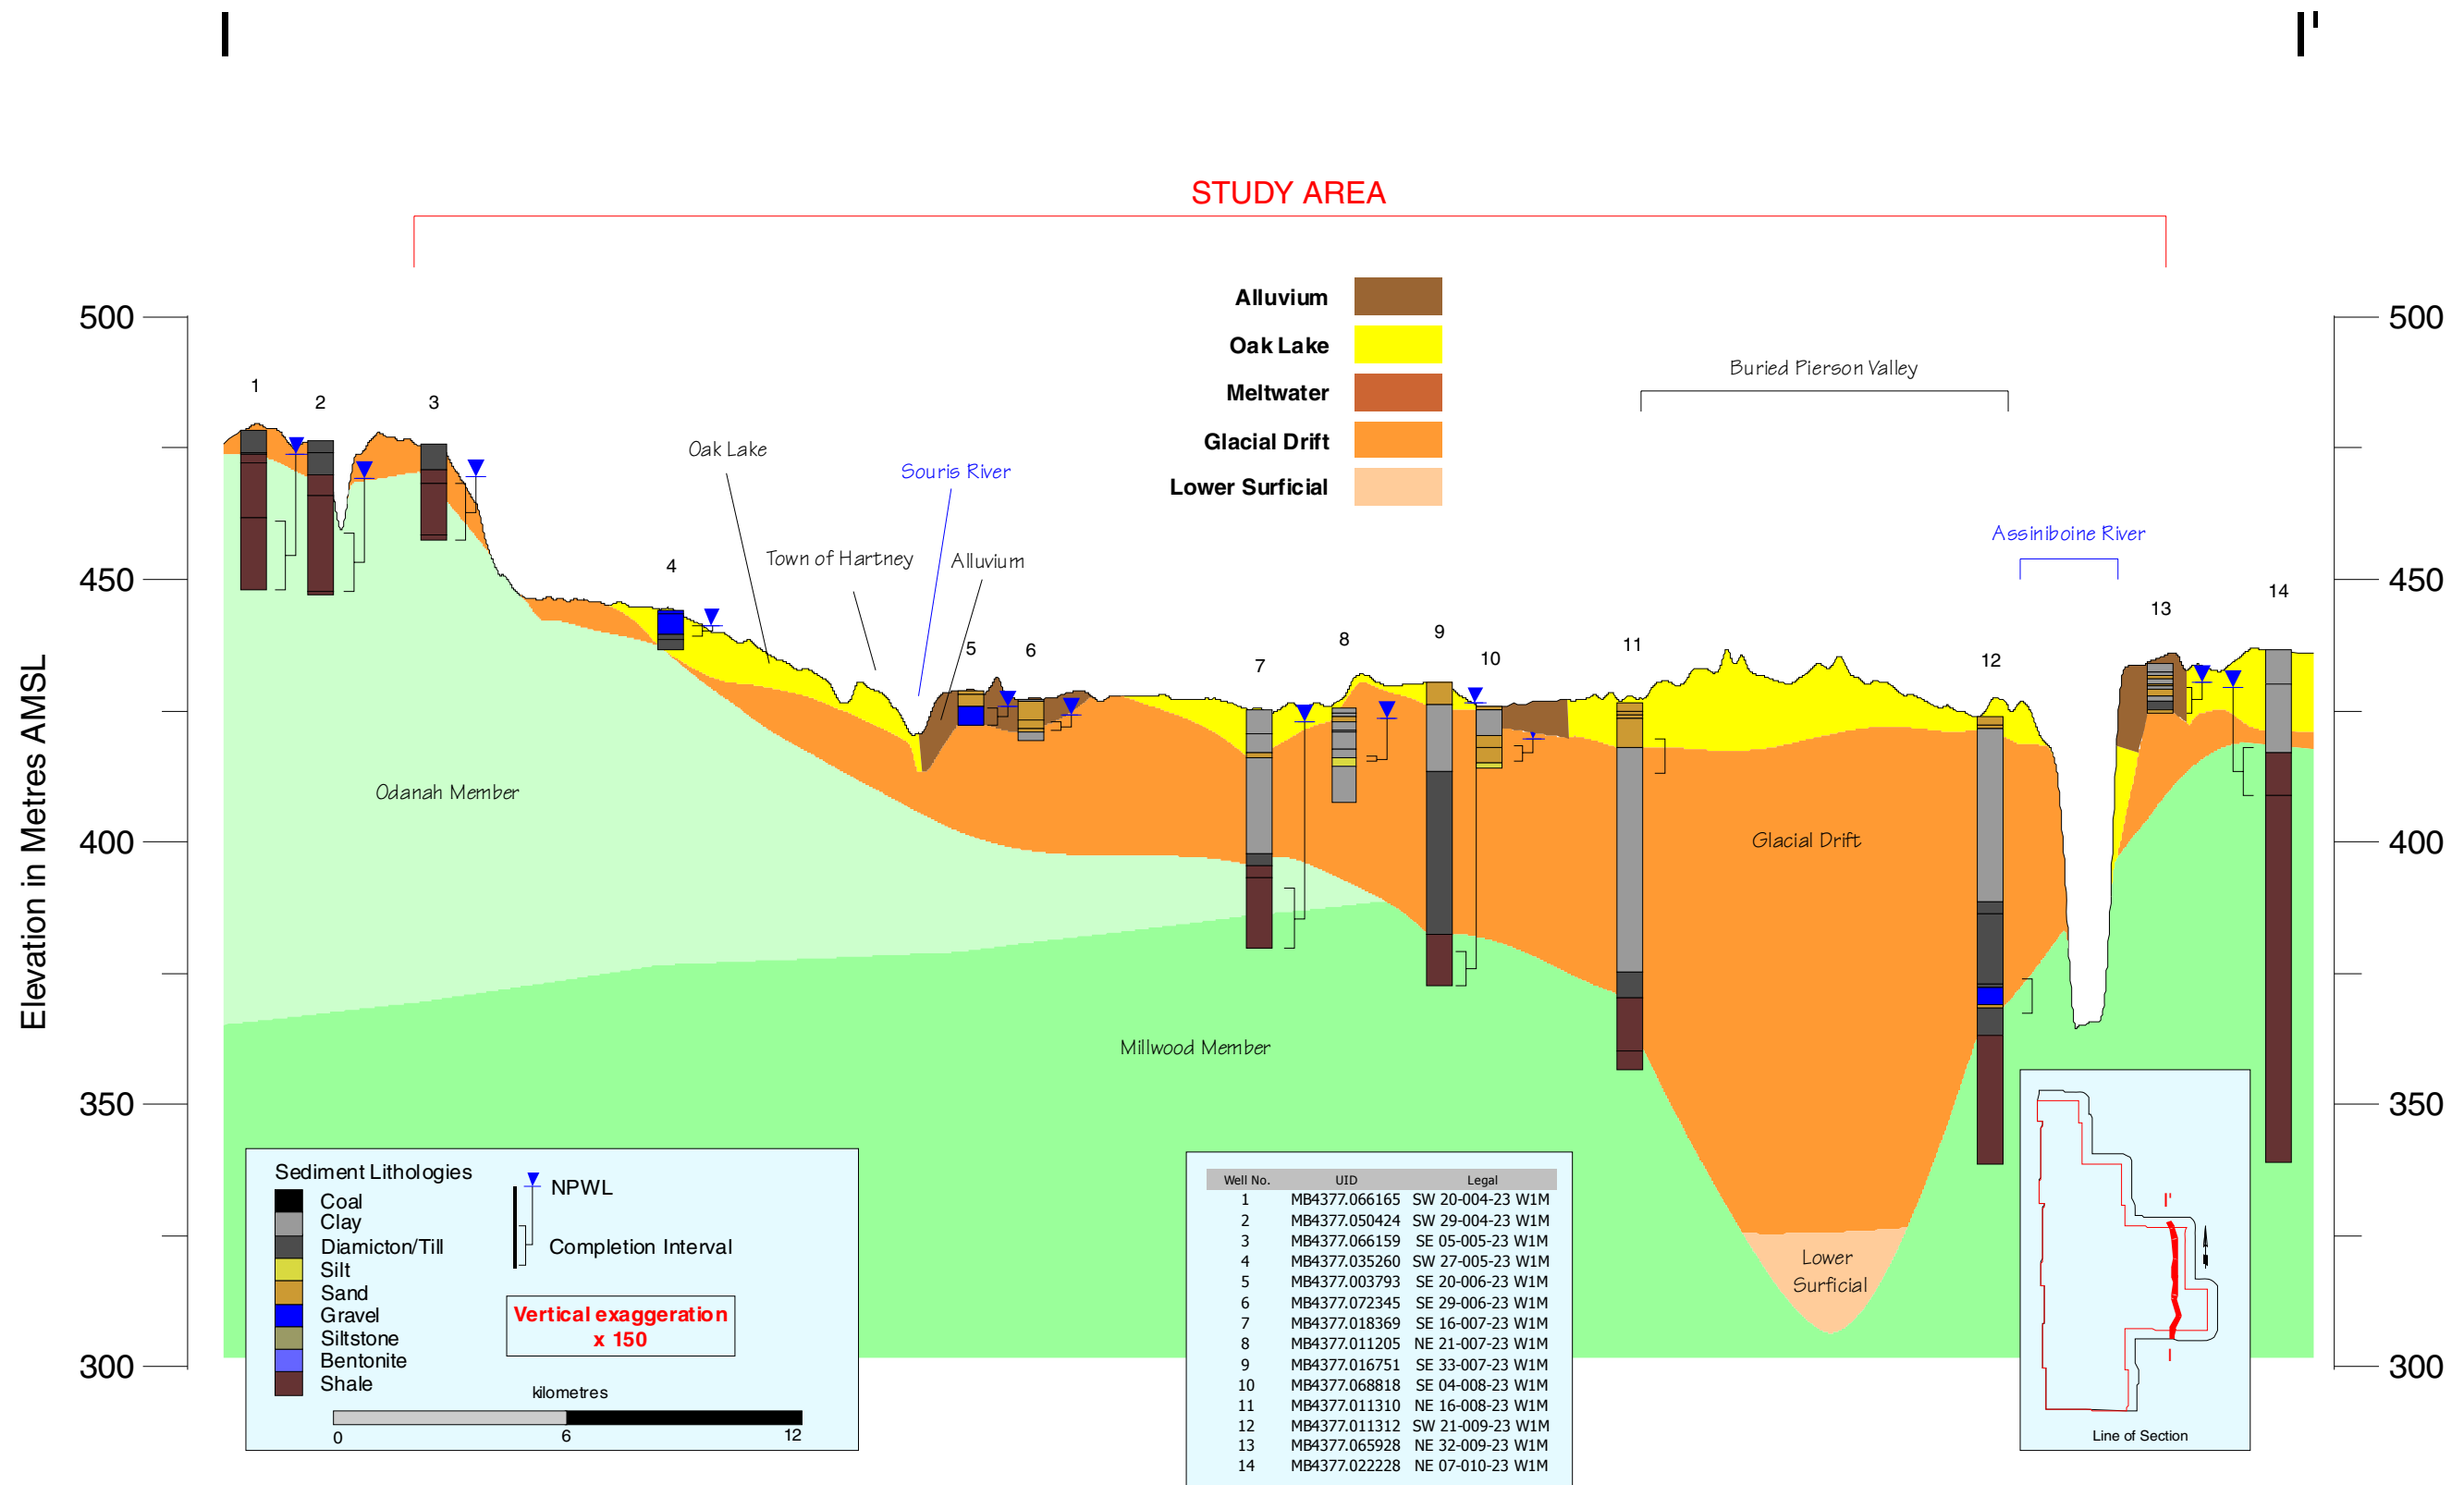 I I'
STUDY AREA
Alluvium
Oak Lake
Meltwater
Glacial Drift
Lower Surficial
Buried Pierson Valley
500 500
1
2
3
Oak Lake
Souris River
Town of Hartney
Alluvium
Assiniboine River
450 450
4
5
6
7
8
9
10
11
12
13
14
Elevation in Metres AMSL
Odanah Member
Glacial Drift
400 400
Millwood Member
350 350
Lower
Surficial
300 300
Sediment Lithologies
Coal
Clay
Diamicton/Till
Silt
Sand
Gravel
Siltstone
Bentonite
Shale
NPWL
Completion Interval
Vertical exaggeration
x 150
kilometres
0 6 12
Well No. UID Legal
1 MB4377.066165 SW 20-004-23 W1M
2 MB4377.050424 SW 29-004-23 W1M
3 MB4377.066159 SE 05-005-23 W1M
4 MB4377.035260 SW 27-005-23 W1M
5 MB4377.003793 SE 20-006-23 W1M
6 MB4377.072345 SE 29-006-23 W1M
7 MB4377.018369 SE 16-007-23 W1M
8 MB4377.011205 NE 21-007-23 W1M
9 MB4377.016751 SE 33-007-23 W1M
10 MB4377.068818 SE 04-008-23 W1M
11 MB4377.011310 NE 16-008-23 W1M
12 MB4377.011312 SW 21-009-23 W1M
13 MB4377.065928 NE 32-009-23 W1M
14 MB4377.022228 NE 07-010-23 W1M
I'
I
Line of Section